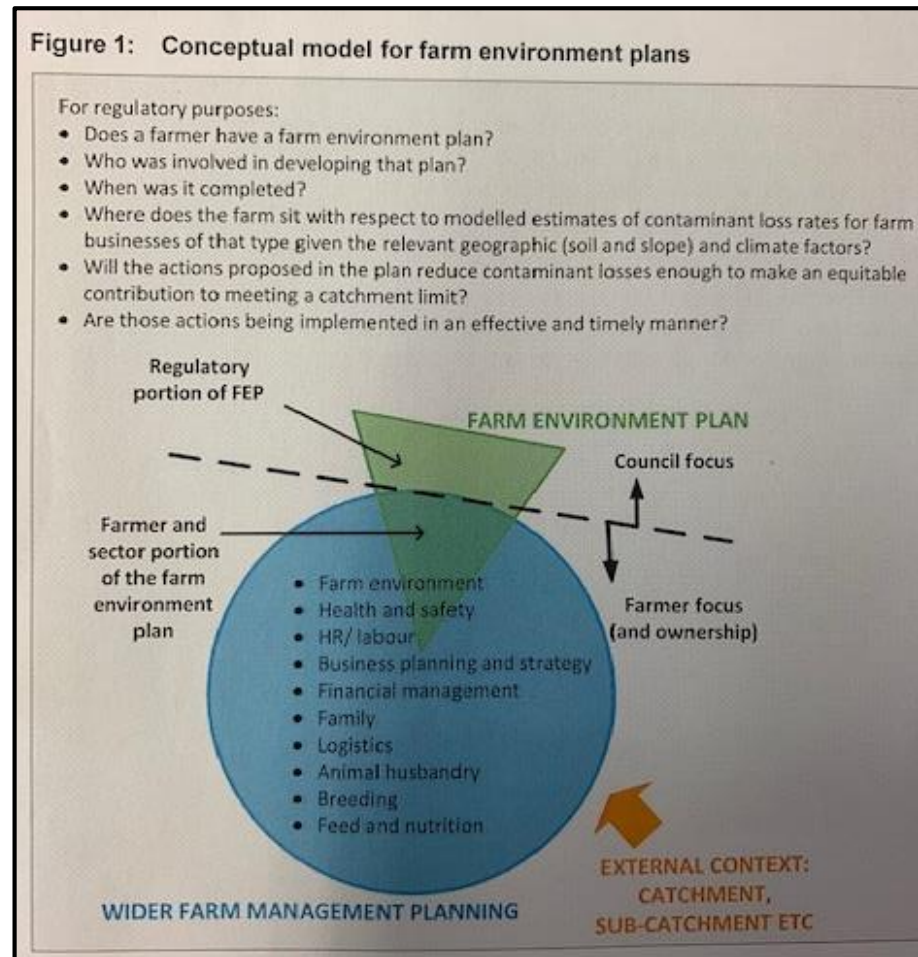 Figure 1: Conceptual model for farm environment plans
For regulatory purposes:
• Does a farmer have a farm environment plan?
• Who was involved in developing that plan?
• When was it completed?
• Where does the farm sit with respect to modelled estimates of contaminant loss rates for farm
businesses of that type given the relevant geographic (soil and slope) and climate factors?
• Will the actions proposed in the plan reduce contaminant losses enough to make an equitable
contribution to meeting a catchment limit?
• Are those actions being implemented in an effective and timely manner?
Regulatory
portion of FEP
FARM ENVIRONMENT PLAN
Council focus
Farmer and
sector portion
of the farm
environment
plan
Farmer focus
(and ownership)
• Farm environment
• Health and safety
• HR/ labour
• Business planning and strategy
• Financial management
• Family
• Logistics
• Animal husbandry
• Breeding
• Feed and nutrition
EXTERNAL CONTEXT:
CATCHMENT,
SUB-CATCHMENT ETC
WIDER FARM MANAGEMENT PLANNING